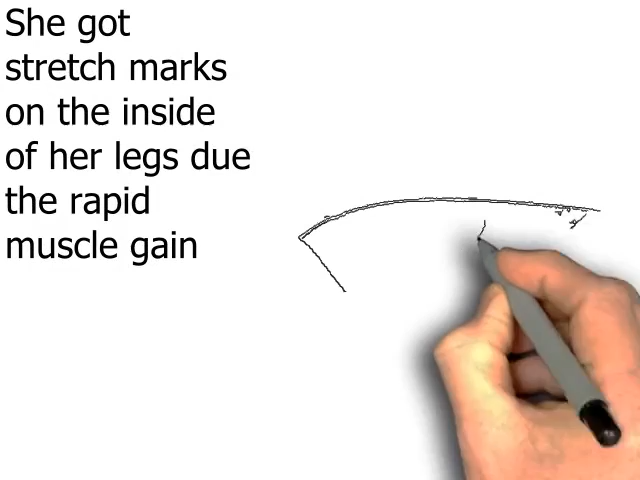 She got
stretch marks
on the inside
of her legs due
the rapid
muscle gain